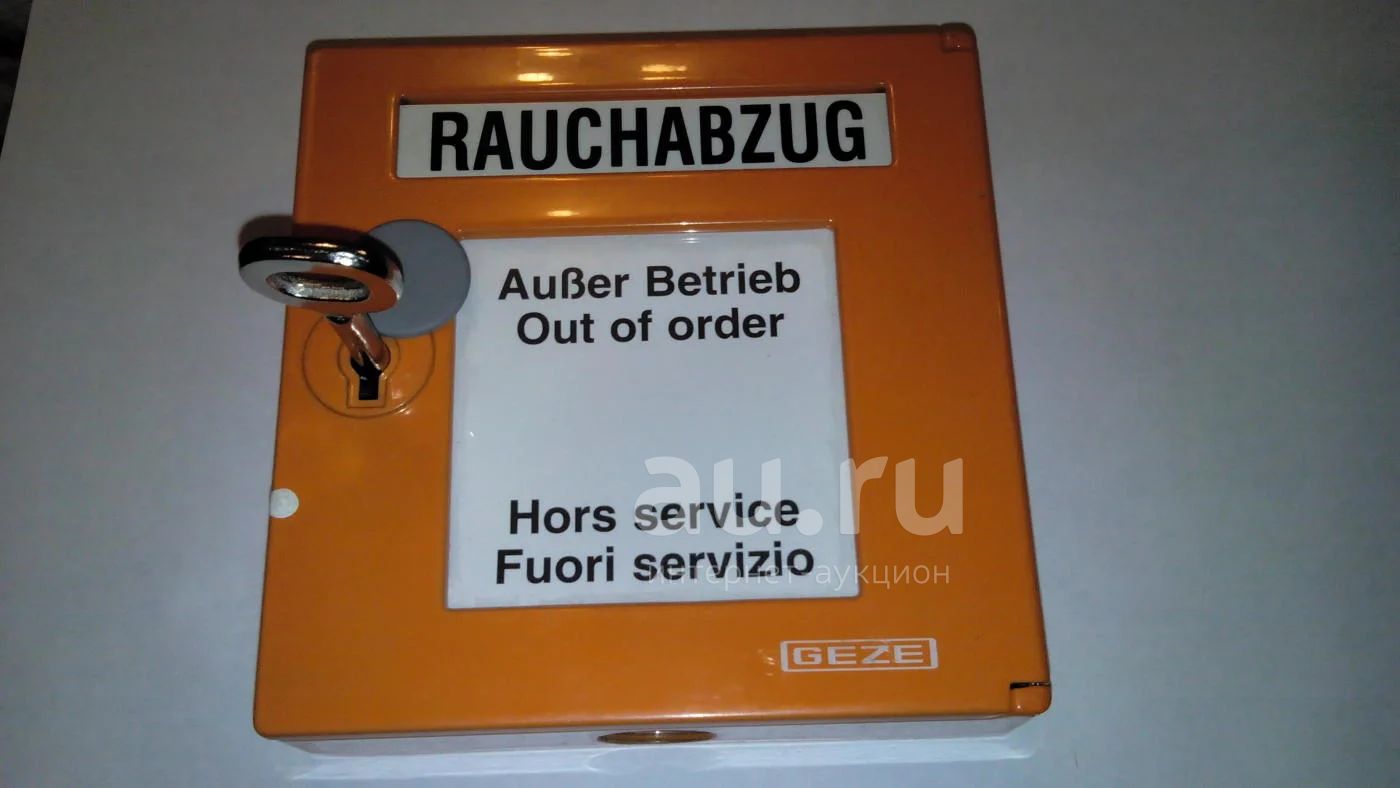 RAUCHABZUG
Außer Betrieb
Out of order
Hors service
Fuori servizio
au.ru
интернет-аукцион
GEZE